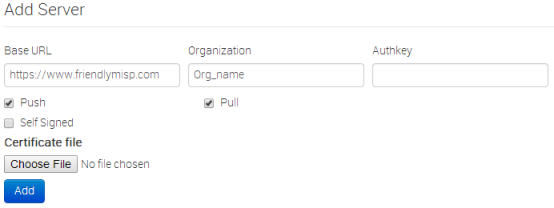 Add Server
Base URL Organization Authkey
https://www.friendlymisp.com Org_name
Push Pull
Self Signed
Certificate file
Choose File No file chosen
Add